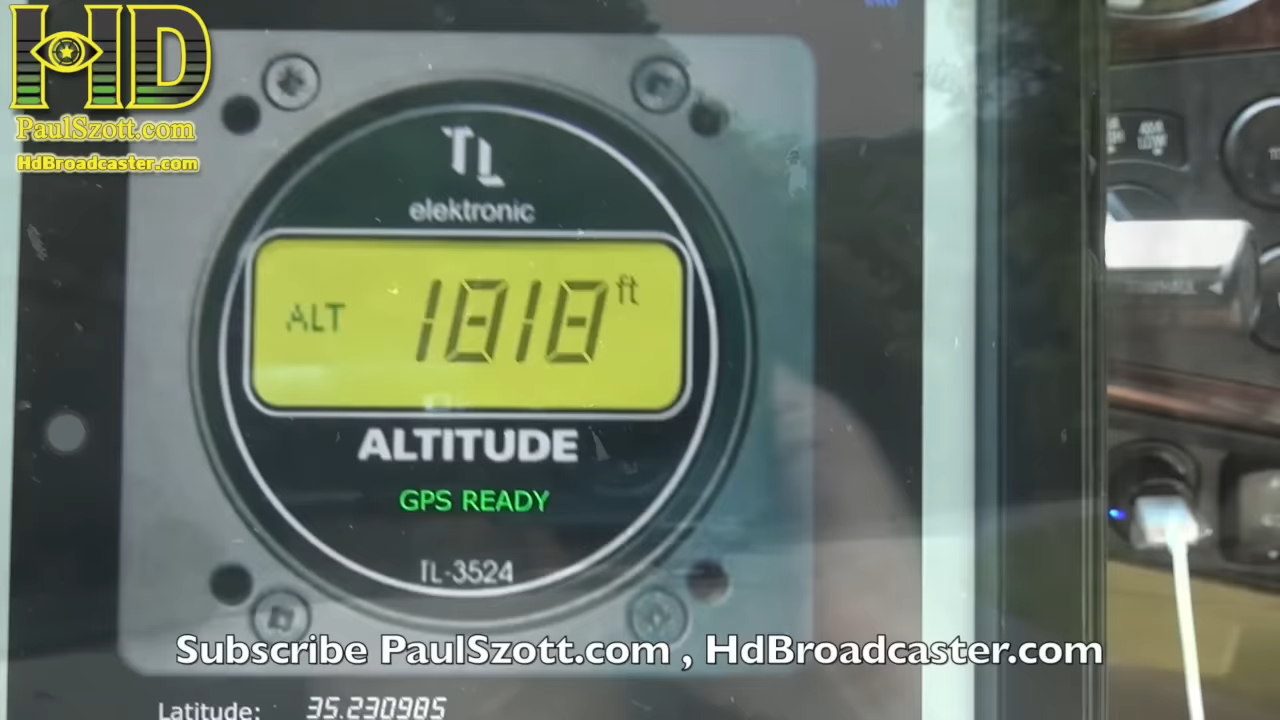 HD
PaulSzott.com
HdBroadcaster.com
TL
elektronic
ALT 1818 ft
ALTITUDE
GPS READY
TL-3524
Subscribe PaulSzott.com , HdBroadcaster.com
Latitude: 35.230985